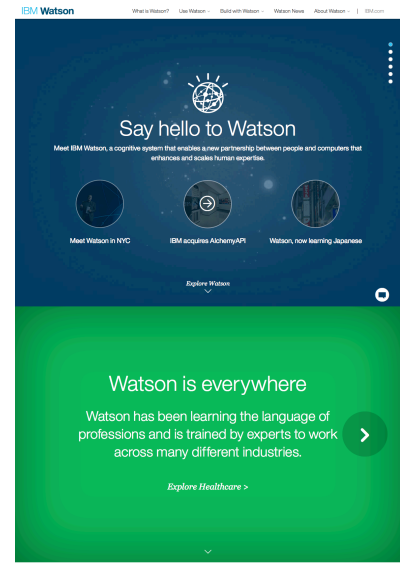 IBM Watson
What is Watson? Use Watson Build with Watson Watson News About Watson | IBM.com
Say hello to Watson
Meet IBM Watson, a cognitive system that enables a new partnership between people and computers that
enhances and scales human expertise.
Meet Watson in NYC
IBM acquires AlchemyAPI
Watson, now learning Japanese
Explore Watson
Watson is everywhere
Watson has been learning the language of
professions and is trained by experts to work
across many different industries.
Explore Healthcare >